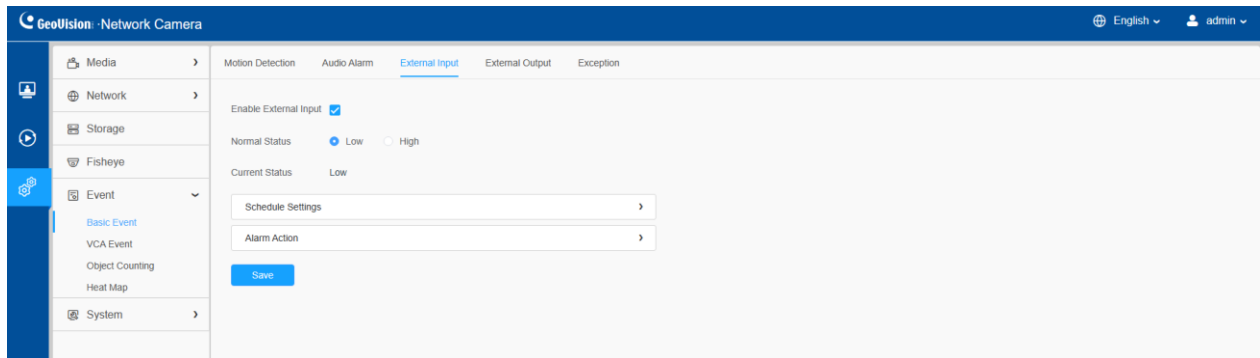 GeoVision: ·Network Camera
English
admin
Media
Network
Storage
Fisheye
Event
Basic Event
VCA Event
Object Counting
Heat Map
System
Motion Detection Audio Alarm External Input External Output Exception
Enable External Input
Normal Status Low High
Current Status Low
Schedule Settings
Alarm Action
Save